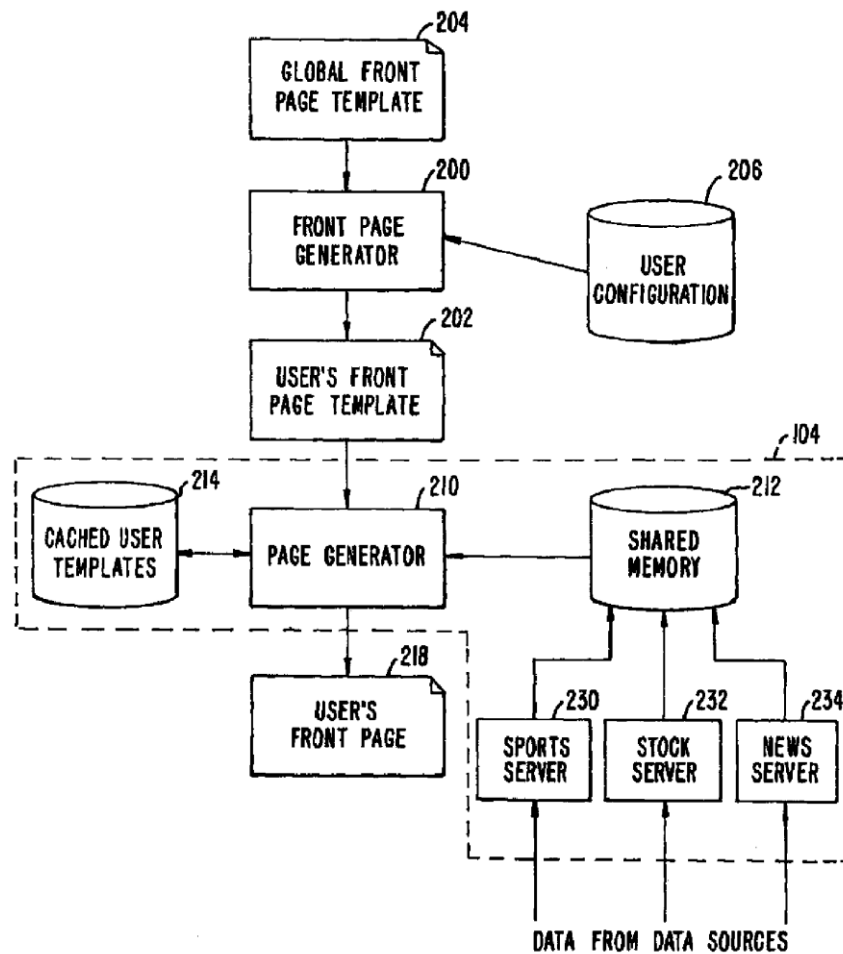 204
GLOBAL FRONT
PAGE TEMPLATE
200
FRONT PAGE
GENERATOR
206
USER
CONFIGURATION
202
USER'S FRONT
PAGE TEMPLATE
104
214
CACHED USER
TEMPLATES
210
PAGE GENERATOR
212
SHARED
MEMORY
218
USER'S
FRONT PAGE
230
SPORTS
SERVER
232
STOCK
SERVER
234
NEWS
SERVER
DATA FROM DATA SOURCES